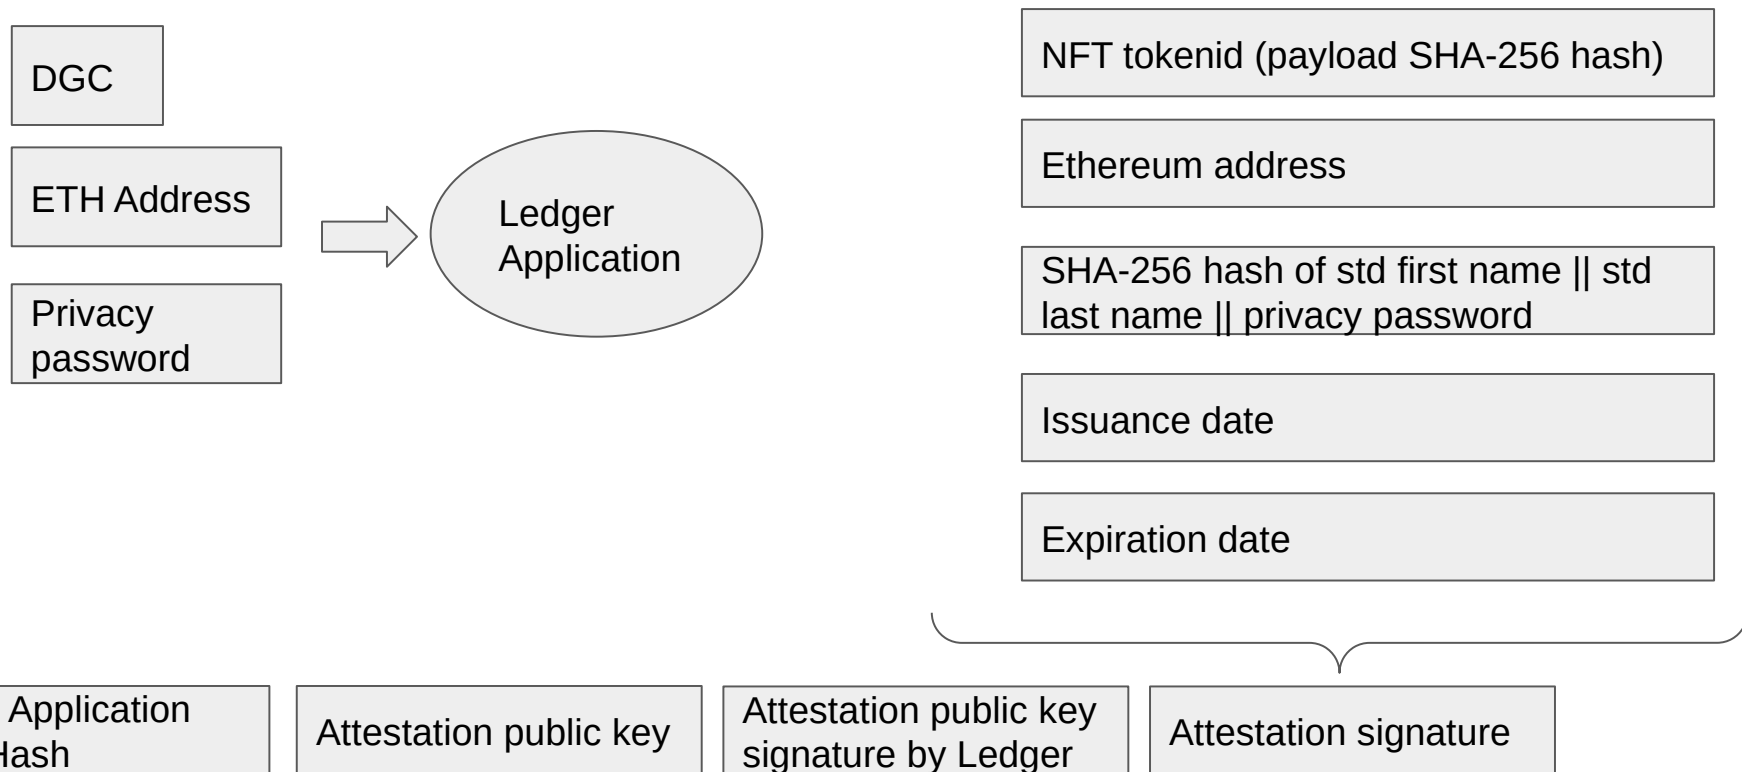 DGC
ETH Address
Privacy
password
Ledger
Application
NFT tokenid (payload SHA-256 hash)
Ethereum address
SHA-256 hash of std first name || std
last name || privacy password
Issuance date
Expiration date
Application
Hash
Attestation public key
Attestation public key
signature by Ledger
Attestation signature